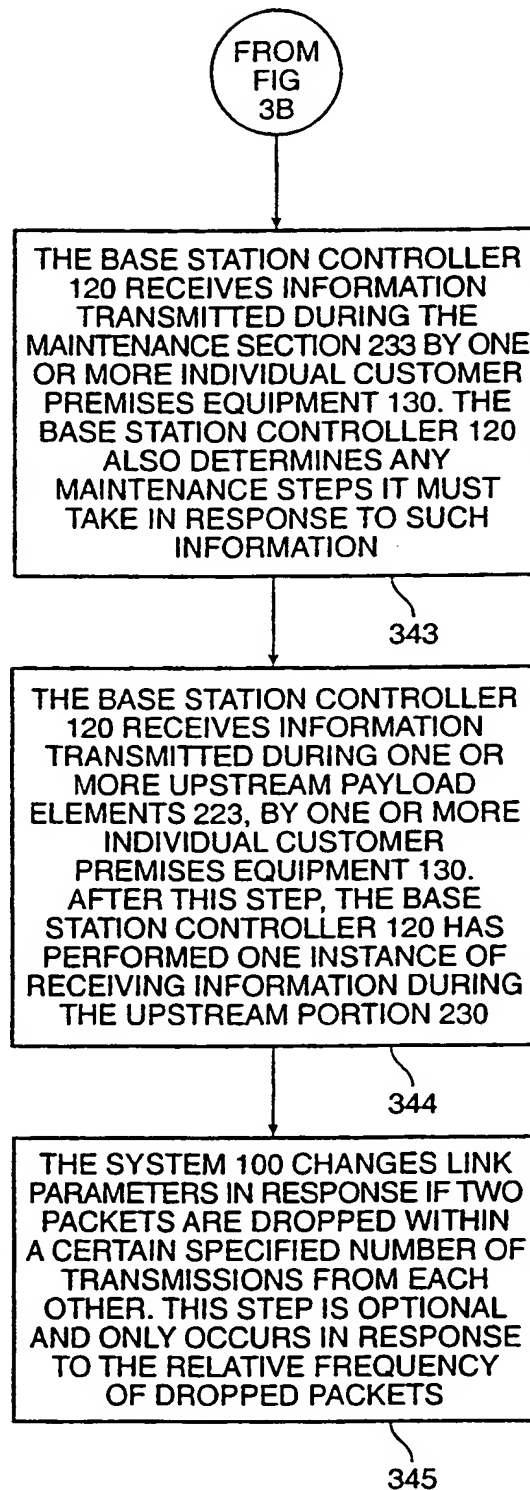 FROM
FIG
3B
THE BASE STATION CONTROLLER
120 RECEIVES INFORMATION
TRANSMITTED DURING THE
MAINTENANCE SECTION 233 BY ONE
OR MORE INDIVIDUAL CUSTOMER
PREMISES EQUIPMENT 130. THE
BASE STATION CONTROLLER 120
ALSO DETERMINES ANY
MAINTENANCE STEPS IT MUST
TAKE IN RESPONSE TO SUCH
INFORMATION
343
THE BASE STATION CONTROLLER
120 RECEIVES INFORMATION
TRANSMITTED DURING ONE OR
MORE UPSTREAM PAYLOAD
ELEMENTS 223, BY ONE OR MORE
INDIVIDUAL CUSTOMER
PREMISES EQUIPMENT 130.
AFTER THIS STEP, THE BASE
STATION CONTROLLER 120 HAS
PERFORMED ONE INSTANCE OF
RECEIVING INFORMATION DURING
THE UPSTREAM PORTION 230
344
THE SYSTEM 100 CHANGES LINK
PARAMETERS IN RESPONSE IF TWO
PACKETS ARE DROPPED WITHIN
A CERTAIN SPECIFIED NUMBER OF
TRANSMISSIONS FROM EACH
OTHER. THIS STEP IS OPTIONAL
AND ONLY OCCURS IN RESPONSE
TO THE RELATIVE FREQUENCY
OF DROPPED PACKETS
345